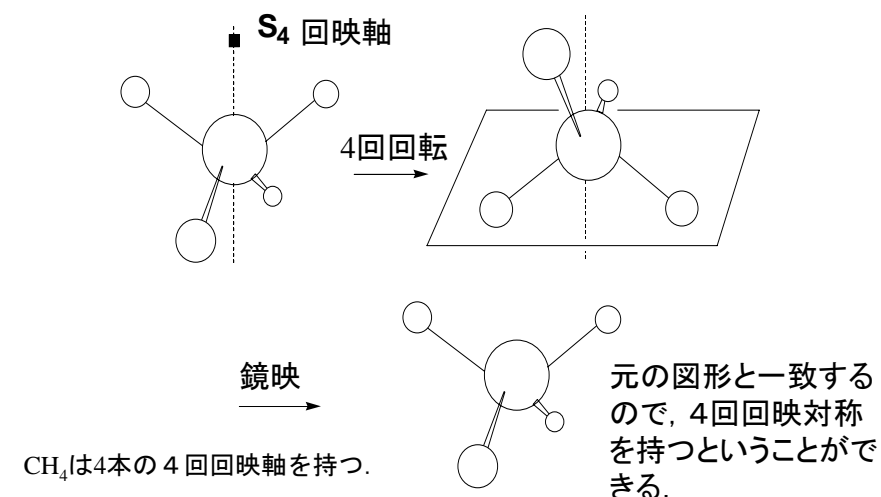 S₄ 回映軸
4回回転
鏡映
元の図形と一致する
ので, ４回回映対称
を持つということがで
きる.
CH₄は4本の４回回映軸を持つ.